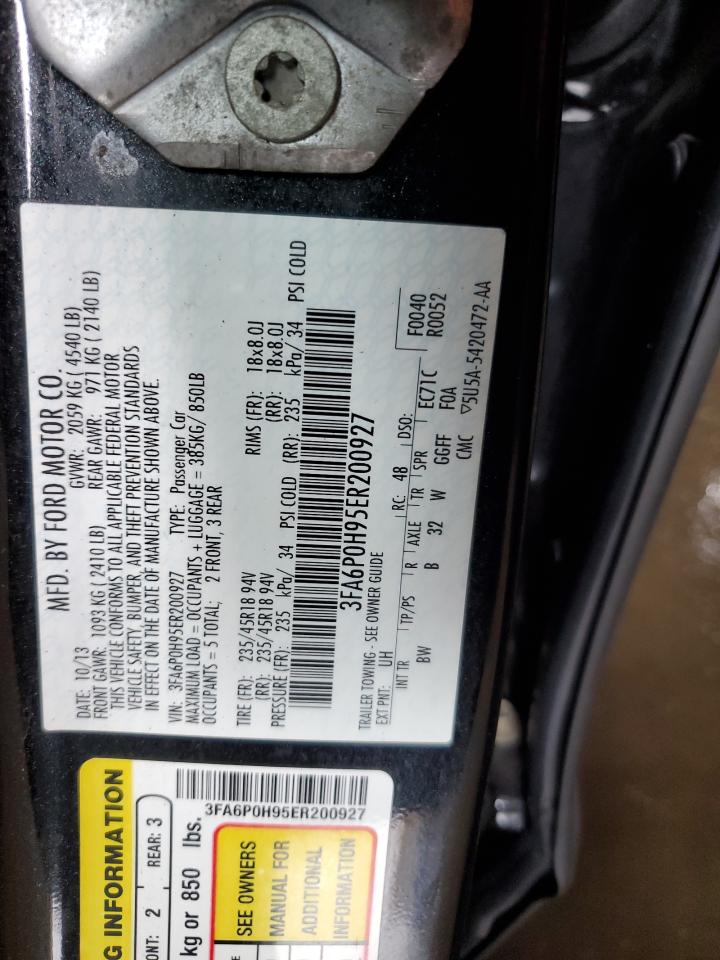 MFD. BY FORD MOTOR CO.
DATE: 10/13 GVWR: 2059 KG ( 4540 LB)
FRONT GAWR: 1093 KG ( 2410 LB) REAR GAWR: 971 KG ( 2140 LB)
THIS VEHICLE CONFORMS TO ALL APPLICABLE FEDERAL MOTOR
VEHICLE SAFETY, BUMPER, AND THEFT PREVENTION STANDARDS
IN EFFECT ON THE DATE OF MANUFACTURE SHOWN ABOVE.
VIN: 3FA6P0H95ER200927 TYPE: Passenger Car
MAXIMUM LOAD = OCCUPANTS + LUGGAGE = 385KG/ 850LB
OCCUPANTS = 5 TOTAL: 2 FRONT, 3 REAR
TIRE (FR): 235/45R18 94V RIMS (FR): 18x8.0J
(RR): 235/45R18 94V (RR): 18x8.0J
PRESSURE (FR): 235 kPa/ 34 PSI COLD (RR): 235 kPa/ 34 PSI COLD
3FA6P0H95ER200927
TRAILER TOWING - SEE OWNER GUIDE
EXT PNT: UH RC: 48 DSO: F0040
INT TR TP/PS R AXLE TR SPR EC71C R0052
BW B 32 W GGFF F0A
CMC ▽5U5A-5420472-AA
G INFORMATION
ONT: 2 REAR: 3
kg or 850 lbs.
3FA6P0H95ER200927
SEE OWNERS
MANUAL FOR
ADDITIONAL
INFORMATION